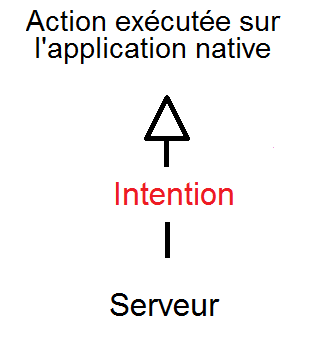 Action exécutée sur
l'application native
Intention
Serveur